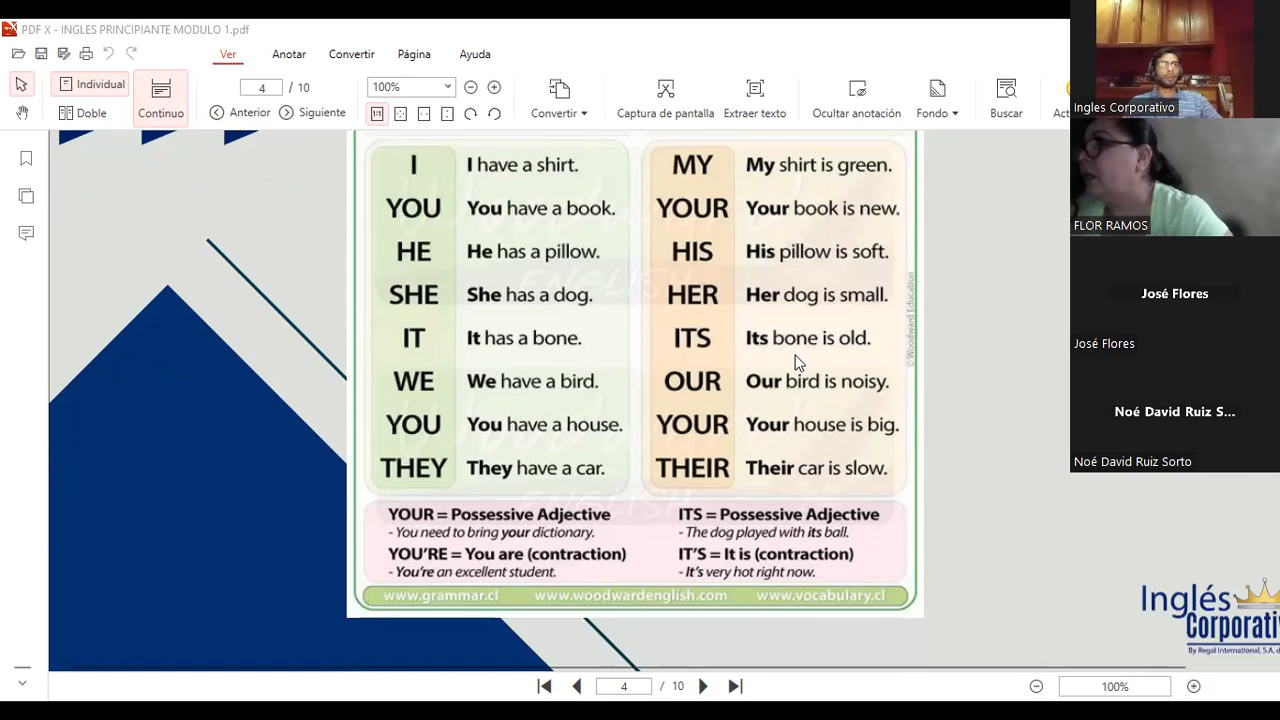 PDF X - INGLES PRINCIPIANTE MODULO 1.pdf
Ver Anotar Convertir Página Ayuda
Individual
Doble
Continuo
4 / 10
Anterior Siguiente
100%
Convertir
Captura de pantalla
Extraer texto
Ocultar anotación
Fondo
Buscar
Act
Ingles Corporativo
FLOR RAMOS
José Flores
José Flores
Noé David Ruiz S...
Noé David Ruiz Sorto
I I have a shirt. MY My shirt is green.
YOU You have a book. YOUR Your book is new.
HE He has a pillow. HIS His pillow is soft.
SHE She has a dog. HER Her dog is small.
IT It has a bone. ITS Its bone is old.
WE We have a bird. OUR Our bird is noisy.
YOU You have a house. YOUR Your house is big.
THEY They have a car. THEIR Their car is slow.
© Woodward Education
YOUR = Possessive Adjective
- You need to bring your dictionary.
YOU'RE = You are (contraction)
- You're an excellent student.
ITS = Possessive Adjective
- The dog played with its ball.
IT'S = It is (contraction)
- It's very hot right now.
www.grammar.cl www.woodwardenglish.com www.vocabulary.cl
Inglés
Corporati
By Regal International, S.A. d
4 / 10
100%